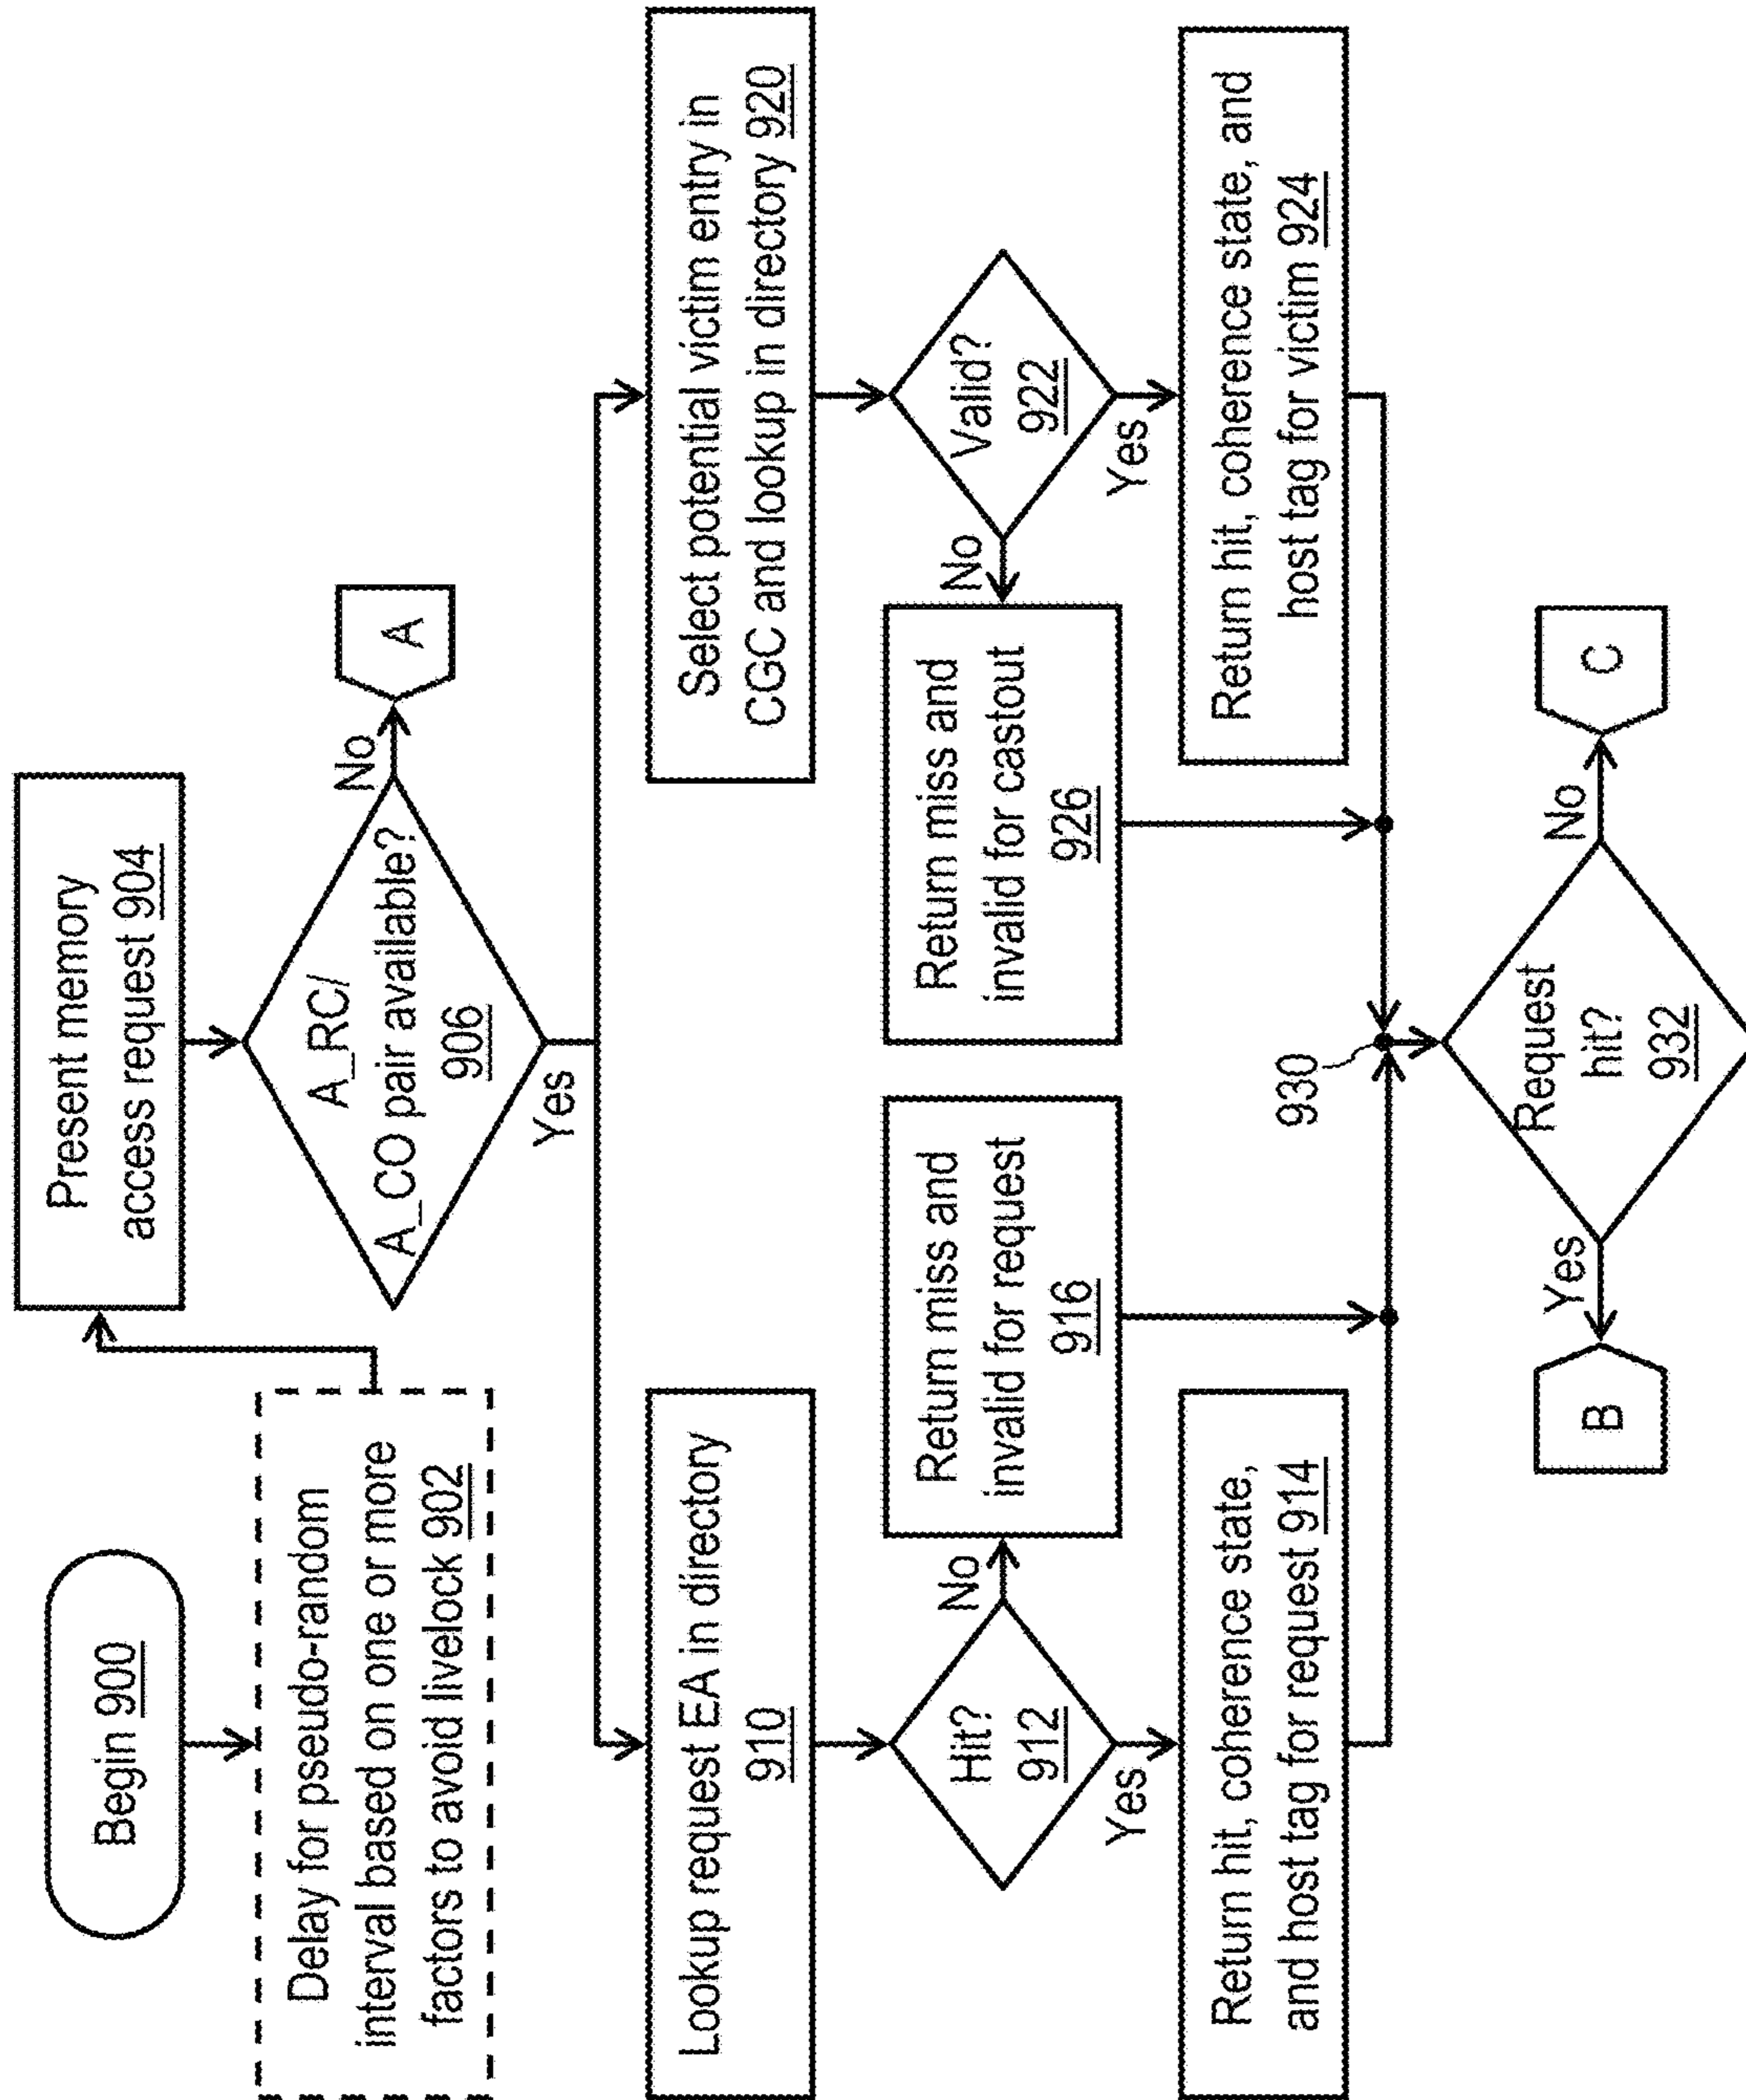 Begin 900
Delay for pseudo-random
interval based on one or more
factors to avoid livelock 902
Present memory
access request 904
A_RC/
A_CO pair available?
906
No
A
Yes
Lookup request EA in directory
910
Hit?
912
No
Return miss and
invalid for request
916
Yes
Return hit, coherence state,
and host tag for request 914
Select potential victim entry in
CGC and lookup in directory 920
Valid?
922
No
Return miss and
invalid for castout
926
Yes
Return hit, coherence state, and
host tag for victim 924
930
Request
hit?
932
Yes
B
No
C